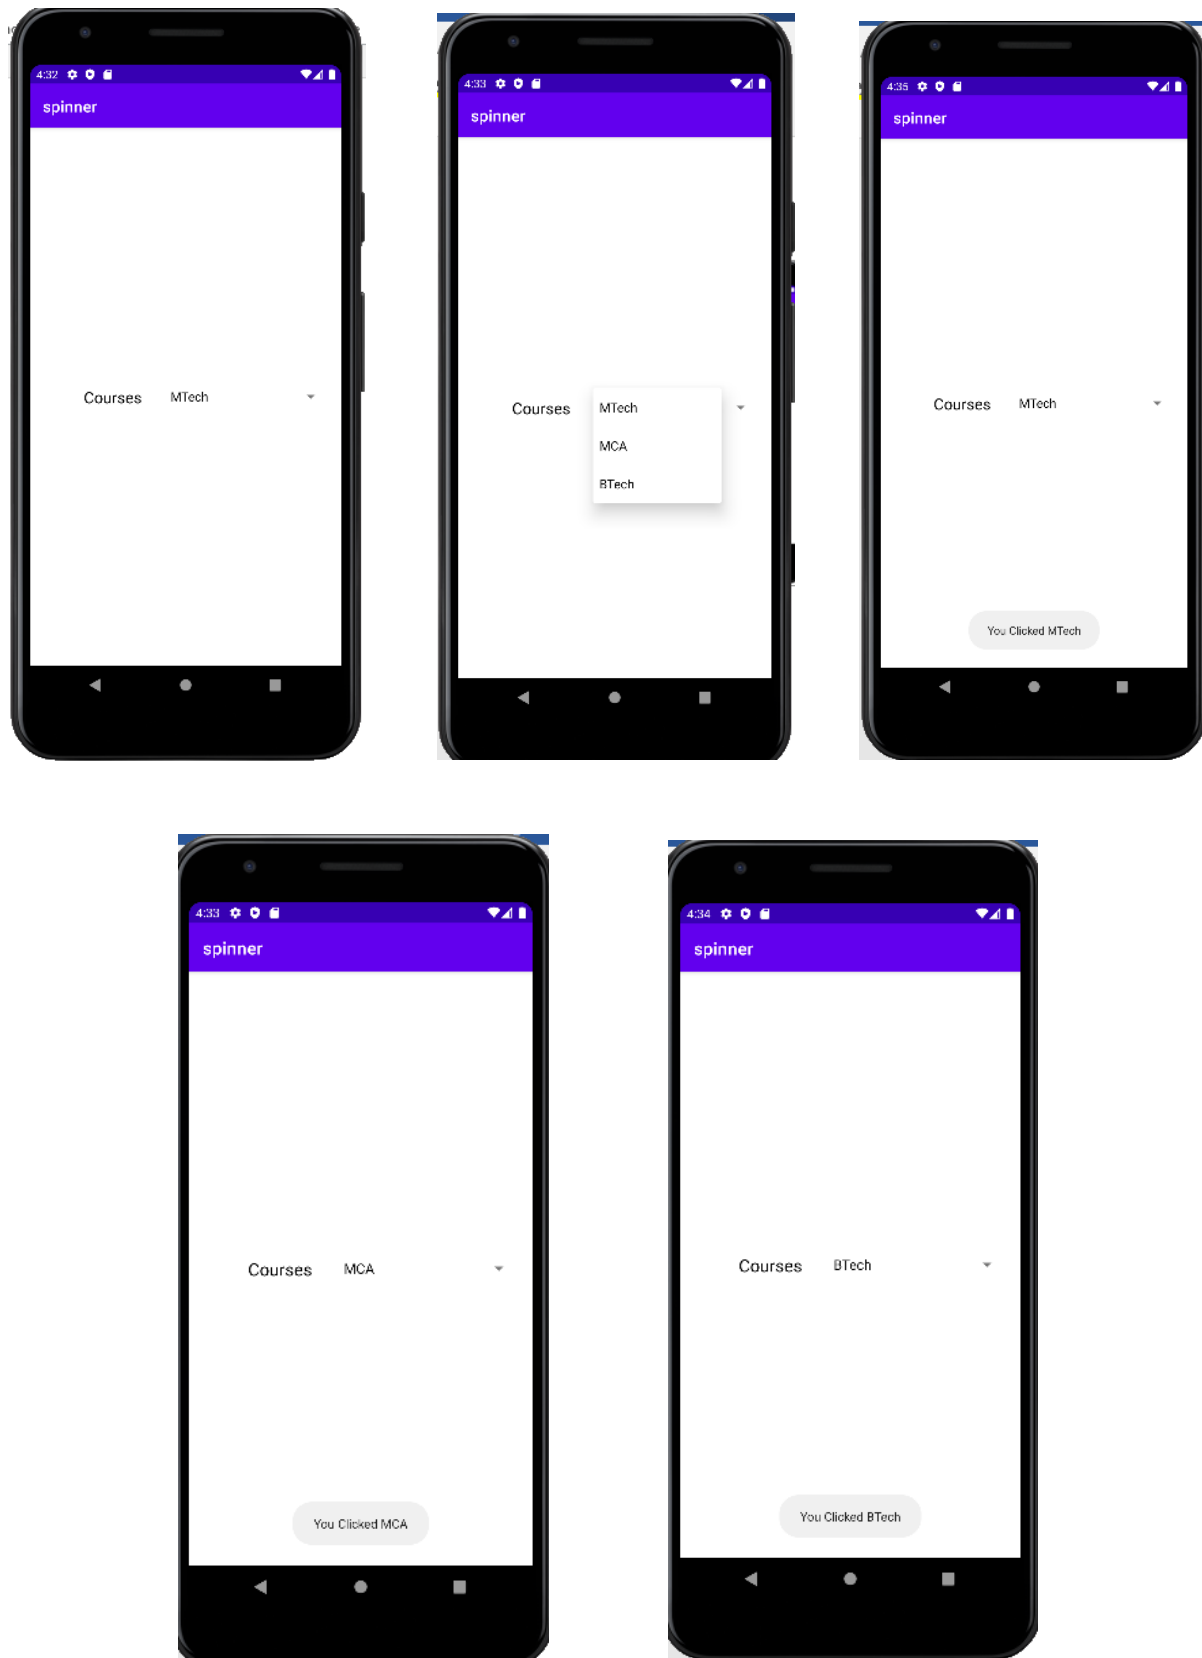 4:32
spinner
Courses MTech
4:33
spinner
Courses MTech
MCA
BTech
4:35
spinner
Courses MTech
You Clicked MTech
4:33
spinner
Courses MCA
You Clicked MCA
4:34
spinner
Courses BTech
You Clicked BTech